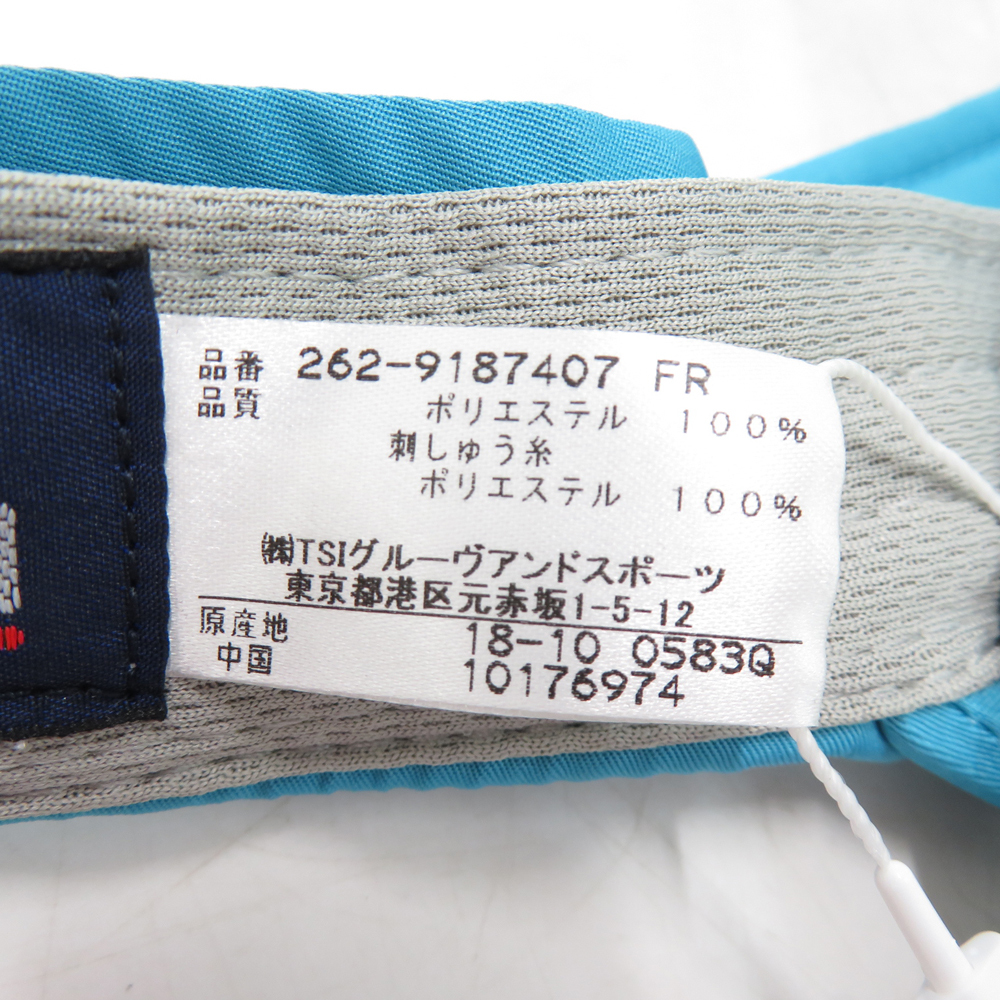 品番 262-9187407 FR
品質 ポリエステル 100%
刺しゅう糸
ポリエステル 100%
㈱TSIグルーヴアンドスポーツ
東京都港区元赤坂1-5-12
原産地 18-10 0583Q
中国 10176974